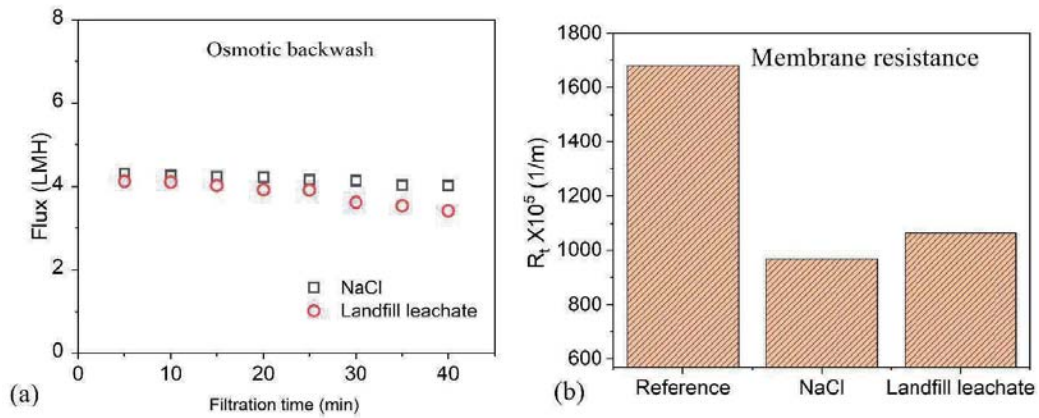 8
6
4
2
0
Flux (LMH)
Osmotic backwash
NaCl
Landfill leachate
0 10 20 30 40
Filtration time (min)
(a)
1800
1600
1400
1200
1000
800
600
R_t X10^5 (1/m)
Membrane resistance
Reference NaCl Landfill leachate
(b)